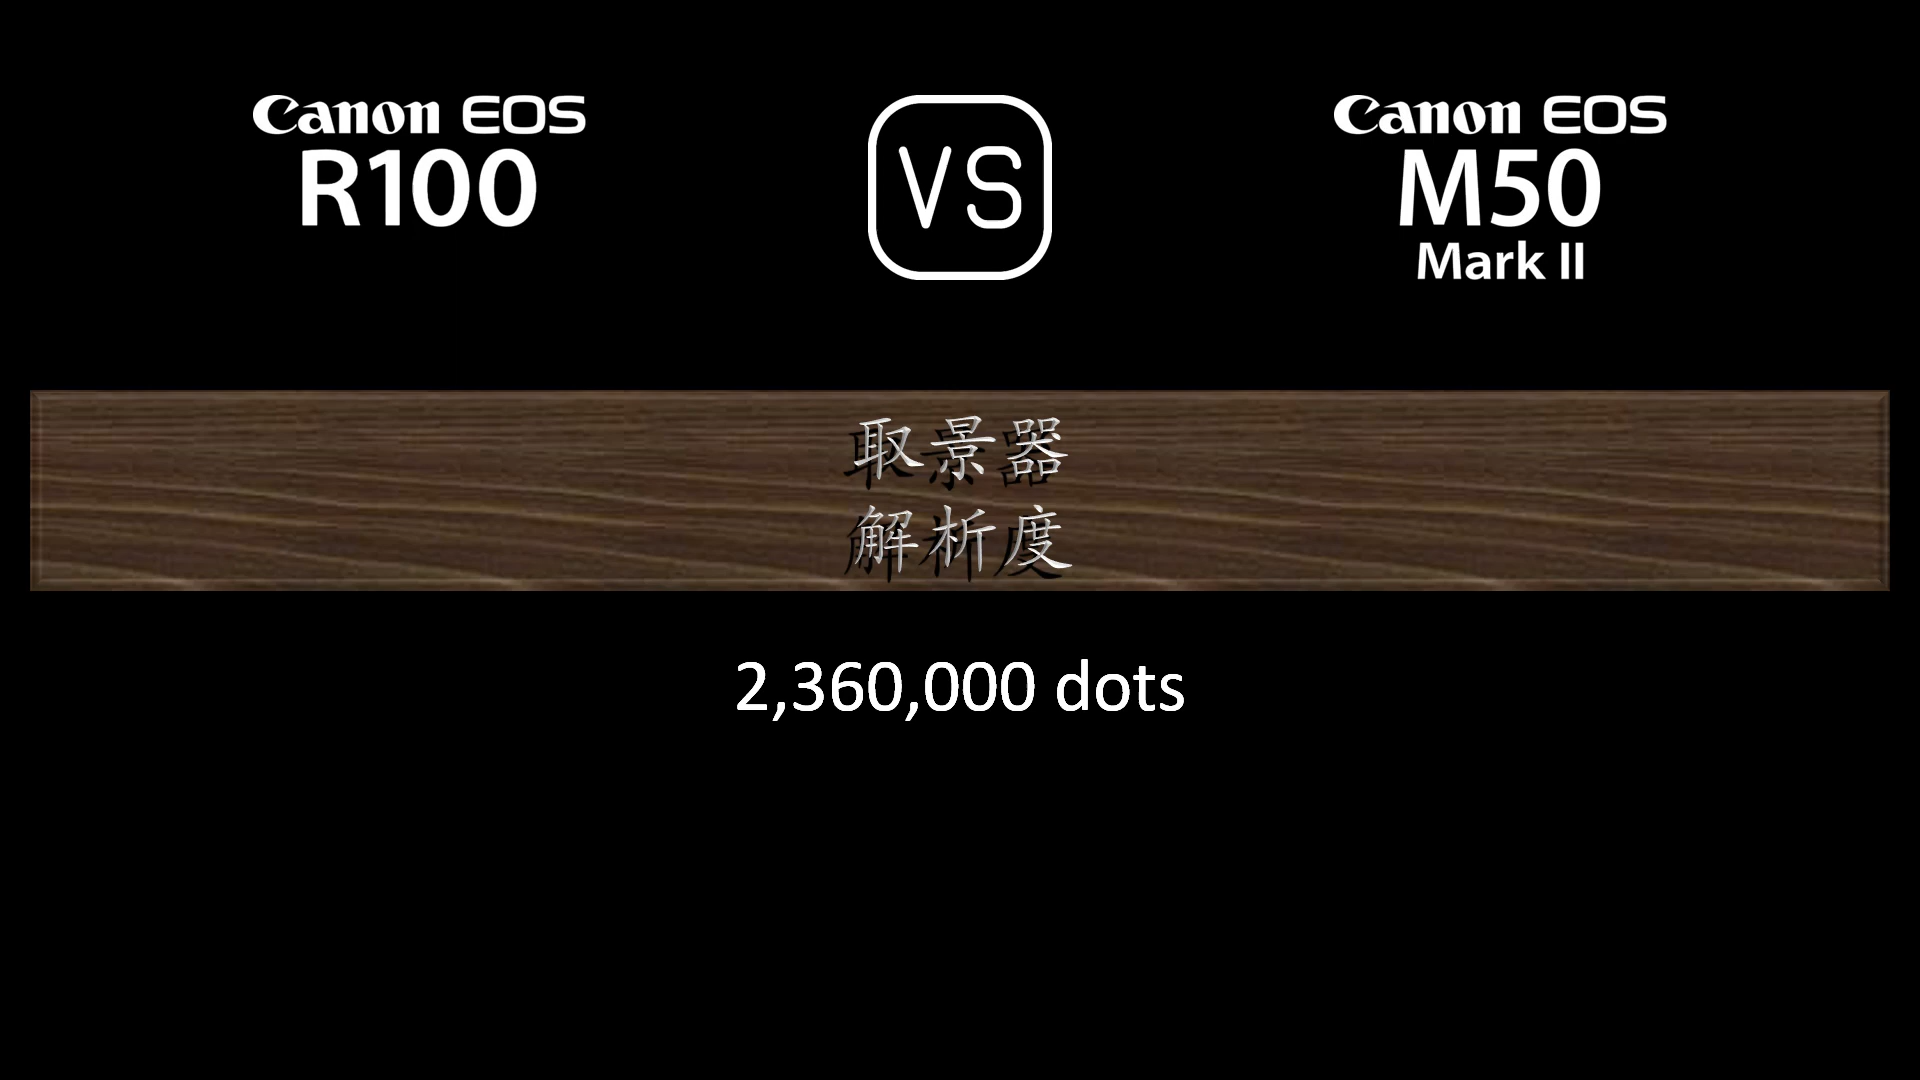 Canon EOS
R100
VS
Canon EOS
M50
Mark II
取景器
解析度
2,360,000 dots